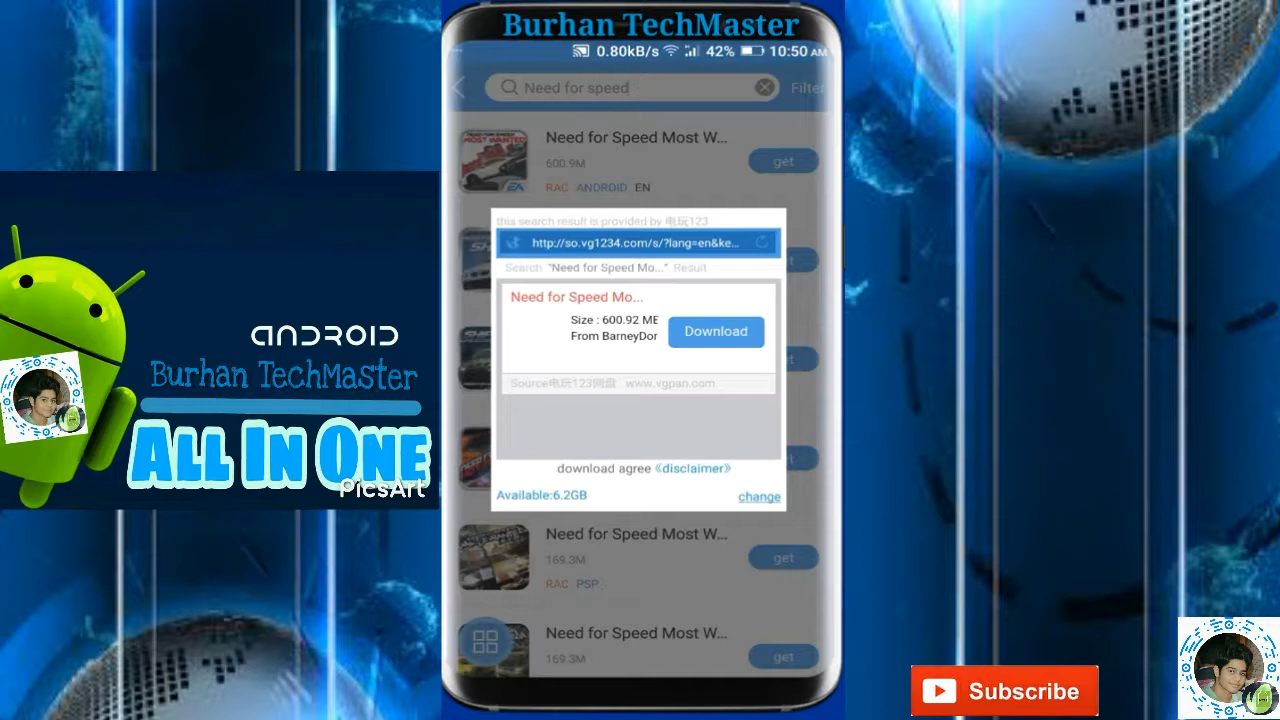 Burhan TechMaster
0.80kB/s 42% 10:50 AM
Need for speed
Filter
Need for Speed Most W...
600.9M
get
RAC ANDROID EN
MOST WANTED
EA
this search result is provided by 电玩123
http://so.vg1234.com/s/?lang=en&ke...
Search "Need for Speed Mo..." Result
Need for Speed Mo...
Size : 600.92 ME
From BarneyDor
Download
Source电玩123网盘 www.vgpan.com
download agree 《disclaimer》
Available:6.2GB
change
Need for Speed Most W...
169.3M
get
RAC PSP
Need for Speed Most W...
169.3M
get
ANDROID
Burhan TechMaster
ALL IN ONE
PicsArt
Subscribe